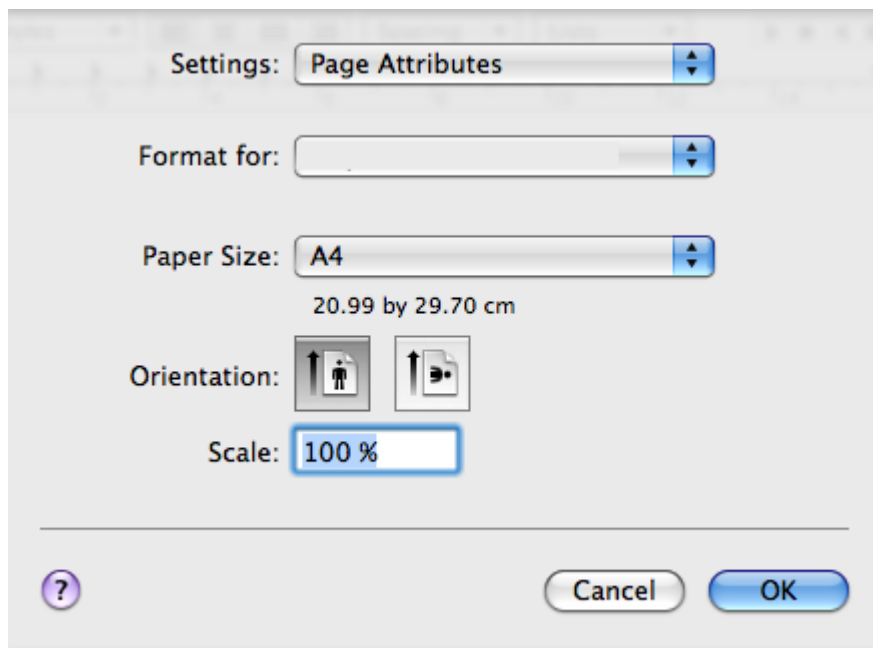 Settings: Page Attributes
Format for:
Paper Size: A4
20.99 by 29.70 cm
Orientation:
Scale: 100 %
?
Cancel OK